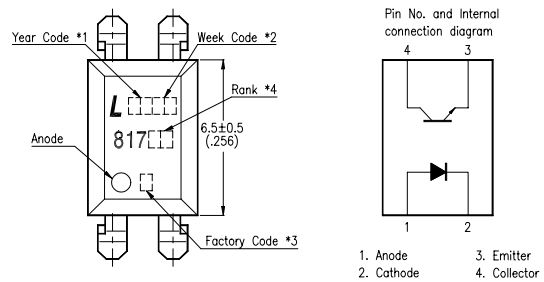 Year Code *1
Week Code *2
L
Rank *4
817
6.5±0.5
(.256)
Anode
Factory Code *3
Pin No. and Internal
connection diagram
4 3
1 2
1. Anode 3. Emitter
2. Cathode 4. Collector